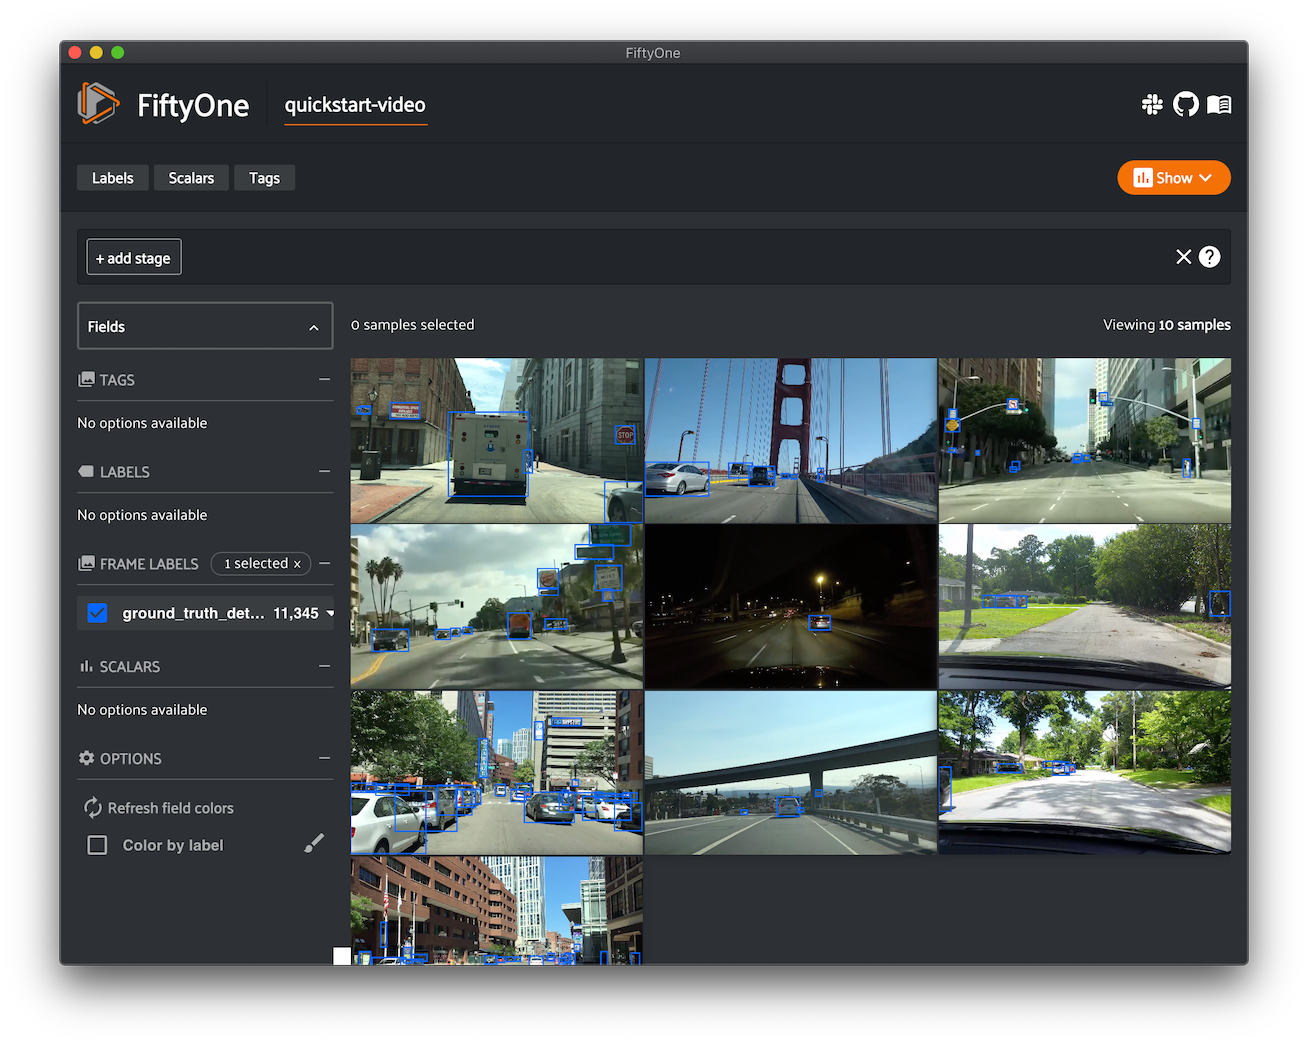 FiftyOne
FiftyOne
quickstart-video
Labels
Scalars
Tags
Show
+ add stage
?
Fields
0 samples selected
Viewing 10 samples
TAGS
No options available
LABELS
No options available
FRAME LABELS
1 selected ×
ground_truth_det... 11,345
SCALARS
No options available
OPTIONS
Refresh field colors
Color by label
STOP